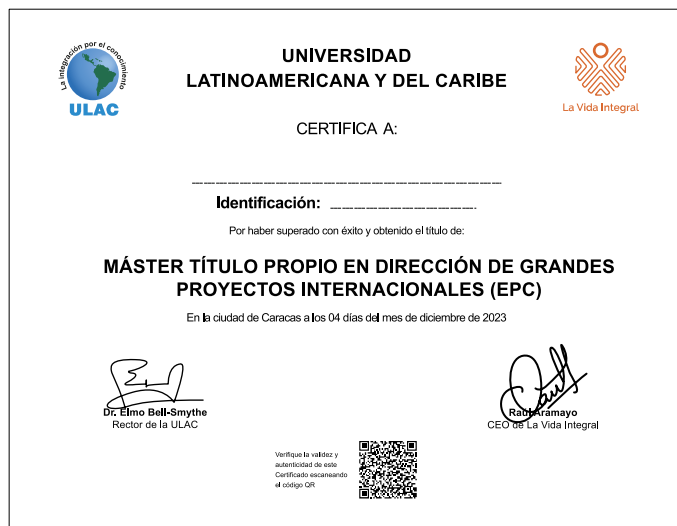 La integración por el conocimiento
ULAC
UNIVERSIDAD
LATINOAMERICANA Y DEL CARIBE
La Vida Integral
CERTIFICA A:
Identificación:
Por haber superado con éxito y obtenido el título de:
MÁSTER TÍTULO PROPIO EN DIRECCIÓN DE GRANDES
PROYECTOS INTERNACIONALES (EPC)
En la ciudad de Caracas a los 04 días del mes de diciembre de 2023
Dr. Elmo Bell-Smythe
Rector de la ULAC
Raul Aramayo
CEO de La Vida Integral
Verifique la validez y
autenticidad de este
Certificado escaneando
el código QR